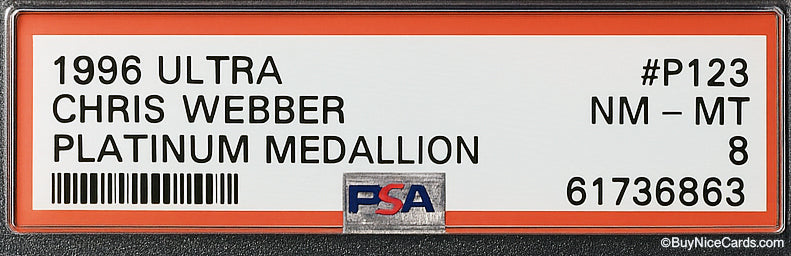 1996 ULTRA #P123
CHRIS WEBBER NM – MT
PLATINUM MEDALLION 8
61736863
PSA
©BuyNiceCards.com